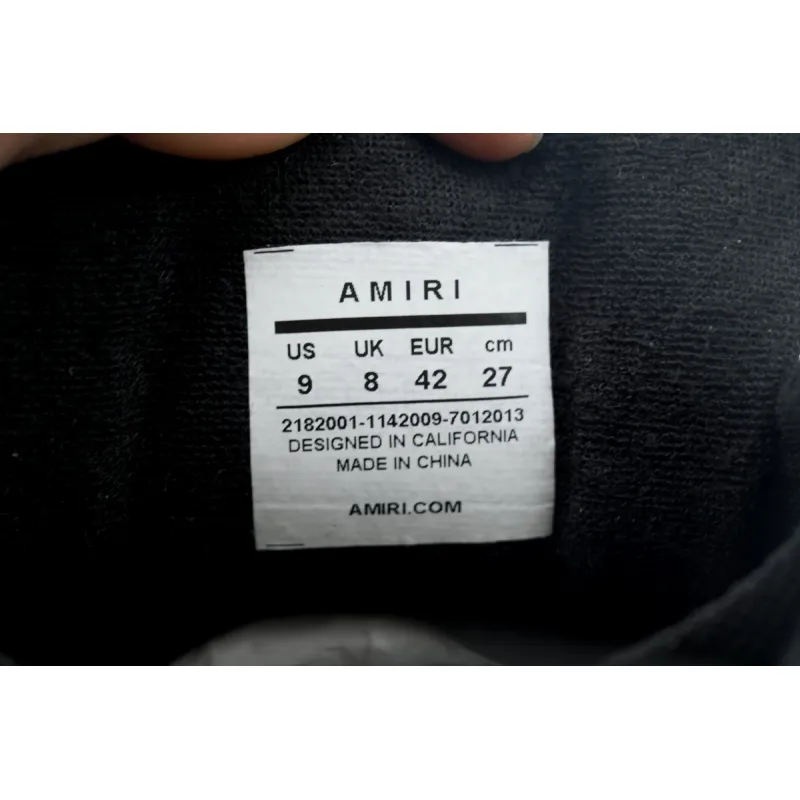 AMIRI
US UK EUR cm
9 8 42 27
2182001-1142009-7012013
DESIGNED IN CALIFORNIA
MADE IN CHINA
AMIRI.COM